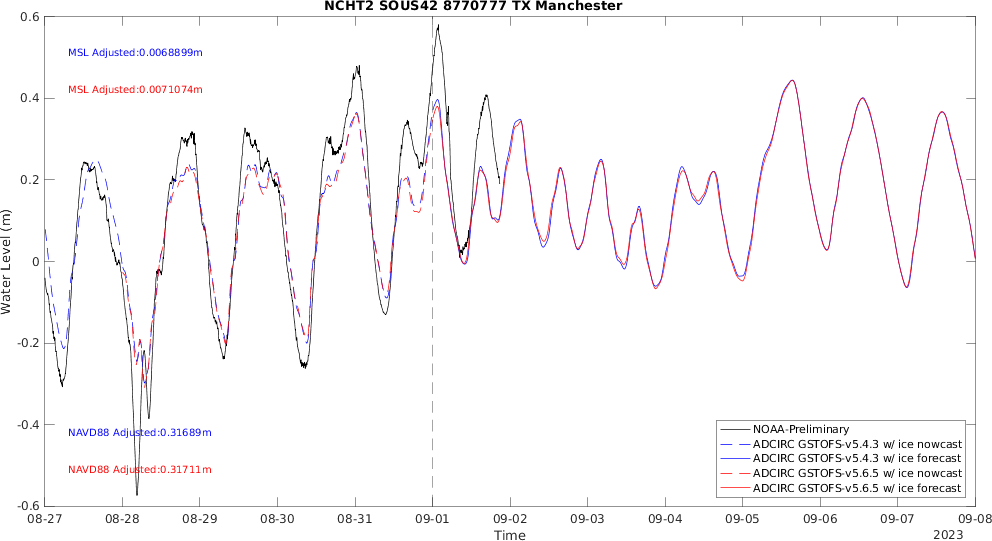 NCHT2 SOUS42 8770777 TX Manchester
0.6
MSL Adjusted:0.0068899m
MSL Adjusted:0.0071074m
0.4
0.2
0
-0.2
-0.4
-0.6
Water Level (m)
NAVD88 Adjusted:0.31689m
NAVD88 Adjusted:0.31711m
NOAA-Preliminary
ADCIRC GSTOFS-v5.4.3 w/ ice nowcast
ADCIRC GSTOFS-v5.4.3 w/ ice forecast
ADCIRC GSTOFS-v5.6.5 w/ ice nowcast
ADCIRC GSTOFS-v5.6.5 w/ ice forecast
08-27 08-28 08-29 08-30 08-31 09-01 09-02 09-03 09-04 09-05 09-06 09-07 09-08
Time
2023